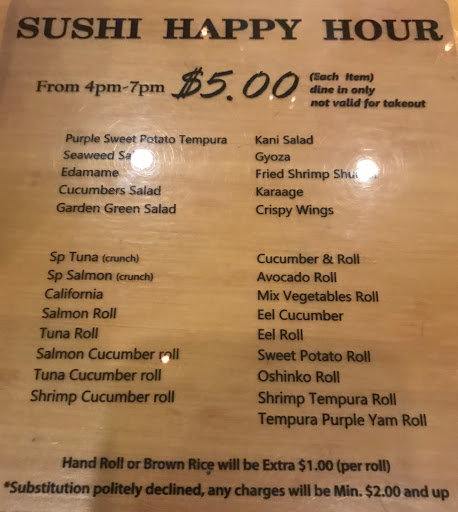 SUSHI HAPPY HOUR
From 4pm-7pm $5.00 (Each Item)
dine in only
not valid for takeout
Purple Sweet Potato Tempura
Seaweed
Edamame
Cucumbers Salad
Garden Green Salad
Kani Salad
Gyoza
Fried Shrimp
Karaage
Crispy Wings
Sp Tuna (crunch)
Sp Salmon (crunch)
California
Salmon Roll
Tuna Roll
Salmon Cucumber roll
Tuna Cucumber roll
Shrimp Cucumber roll
Cucumber & Roll
Avocado Roll
Mix Vegetables Roll
Eel Cucumber
Eel Roll
Sweet Potato Roll
Oshinko Roll
Shrimp Tempura Roll
Tempura Purple Yam Roll
Hand Roll or Brown Rice will be Extra $1.00 (per roll)
*Substitution politely declined, any charges will be Min. $2.00 and up